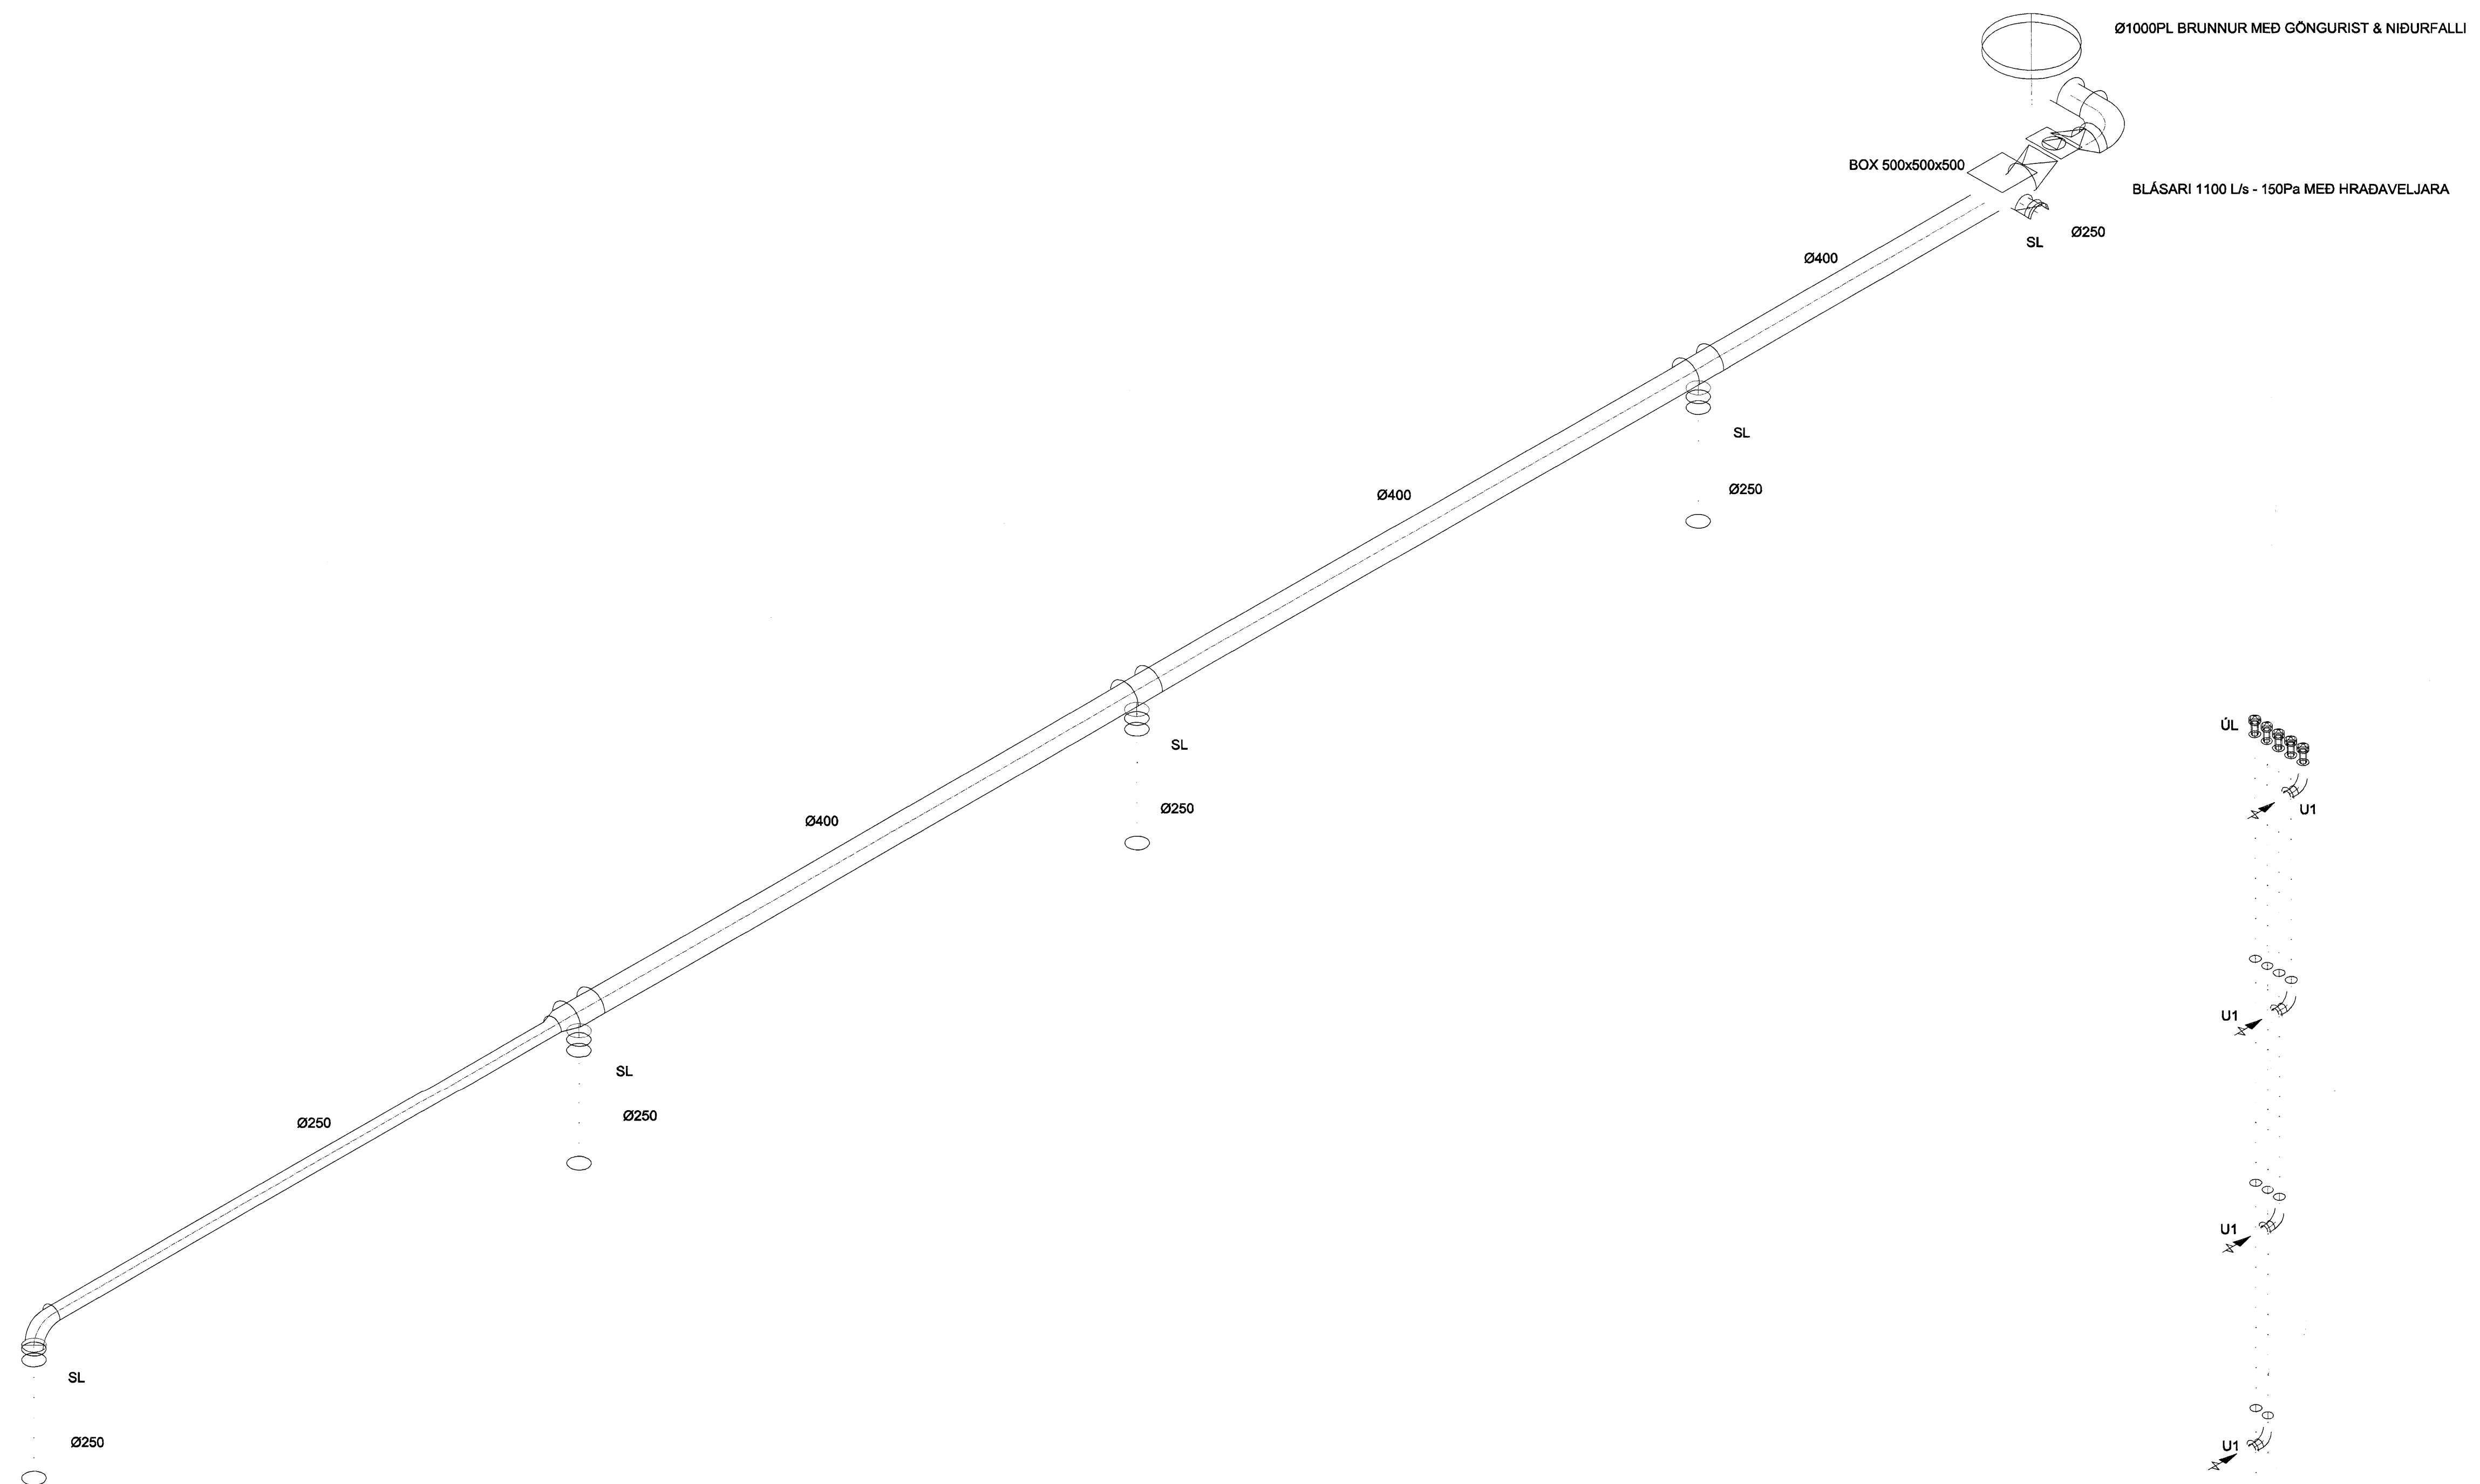 Ø1000PL BRUNNUR MEÐ GÖNGURIST & NIÐURFALLI
BOX 500x500x500
BLÁSARI 1100 L/s - 150Pa MEÐ HRAÐAVELJARA
Ø250
SL
Ø400
SL
Ø250
Ø400
SL
Ø250
Ø400
SL
Ø250
Ø250
SL
Ø250
ÚL
U1
U1
U1
U1